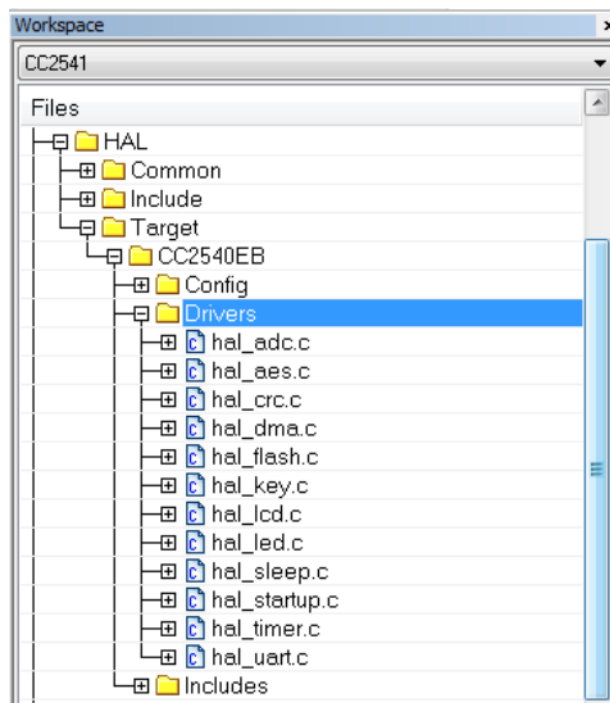 Workspace
CC2541
Files
HAL
Common
Include
Target
CC2540EB
Config
Drivers
hal_adc.c
hal_aes.c
hal_crc.c
hal_dma.c
hal_flash.c
hal_key.c
hal_lcd.c
hal_led.c
hal_sleep.c
hal_startup.c
hal_timer.c
hal_uart.c
Includes